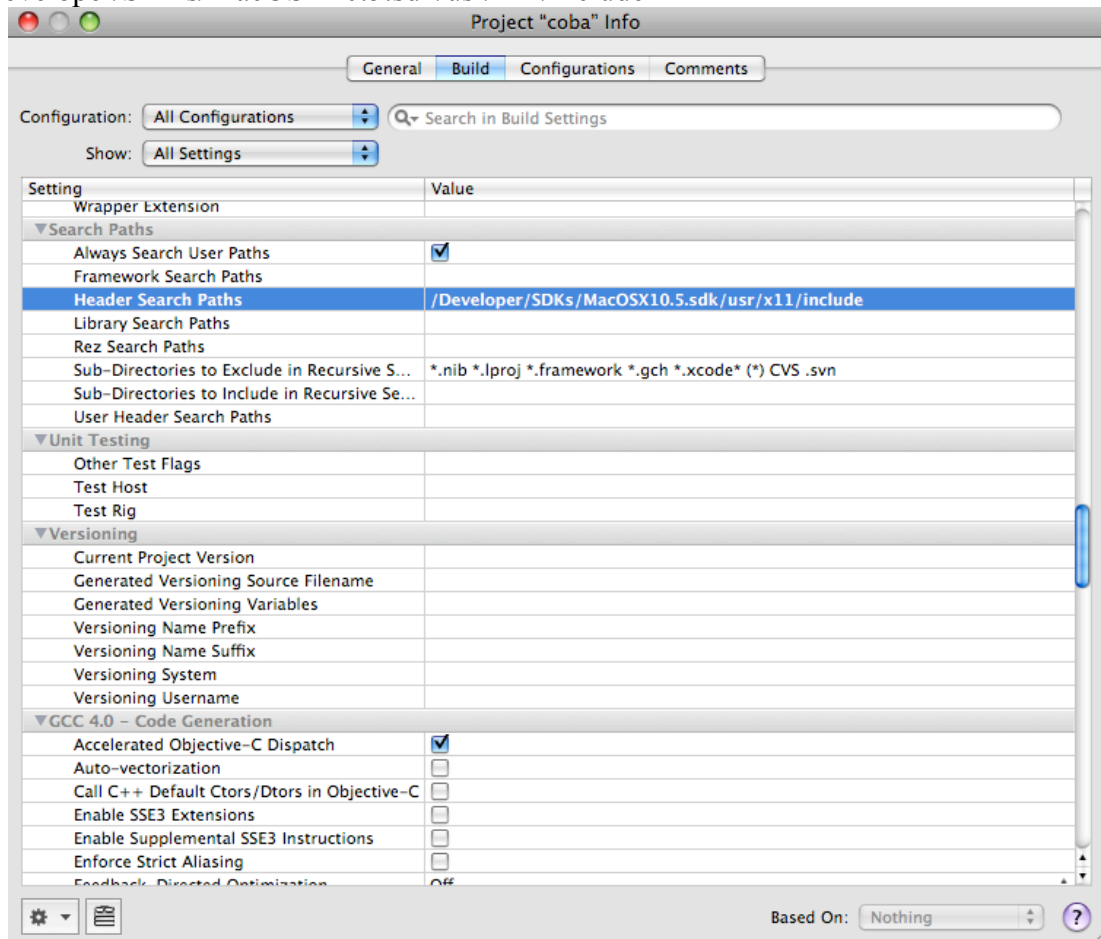 Project “coba” Info
General Build Configurations Comments
Configuration: All Configurations Search in Build Settings
Show: All Settings
Setting Value
Wrapper Extension
Search Paths
Always Search User Paths
Framework Search Paths
Header Search Paths /Developer/SDKs/MacOSX10.5.sdk/usr/x11/include
Library Search Paths
Rez Search Paths
Sub-Directories to Exclude in Recursive S... *.nib *.lproj *.framework *.gch *.xcode* (*) CVS .svn
Sub-Directories to Include in Recursive Se...
User Header Search Paths
Unit Testing
Other Test Flags
Test Host
Test Rig
Versioning
Current Project Version
Generated Versioning Source Filename
Generated Versioning Variables
Versioning Name Prefix
Versioning Name Suffix
Versioning System
Versioning Username
GCC 4.0 – Code Generation
Accelerated Objective-C Dispatch
Auto-vectorization
Call C++ Default Ctors/Dtors in Objective-C
Enable SSE3 Extensions
Enable Supplemental SSE3 Instructions
Enforce Strict Aliasing
Feedback-Directed Optimization Off
Based On: Nothing ?